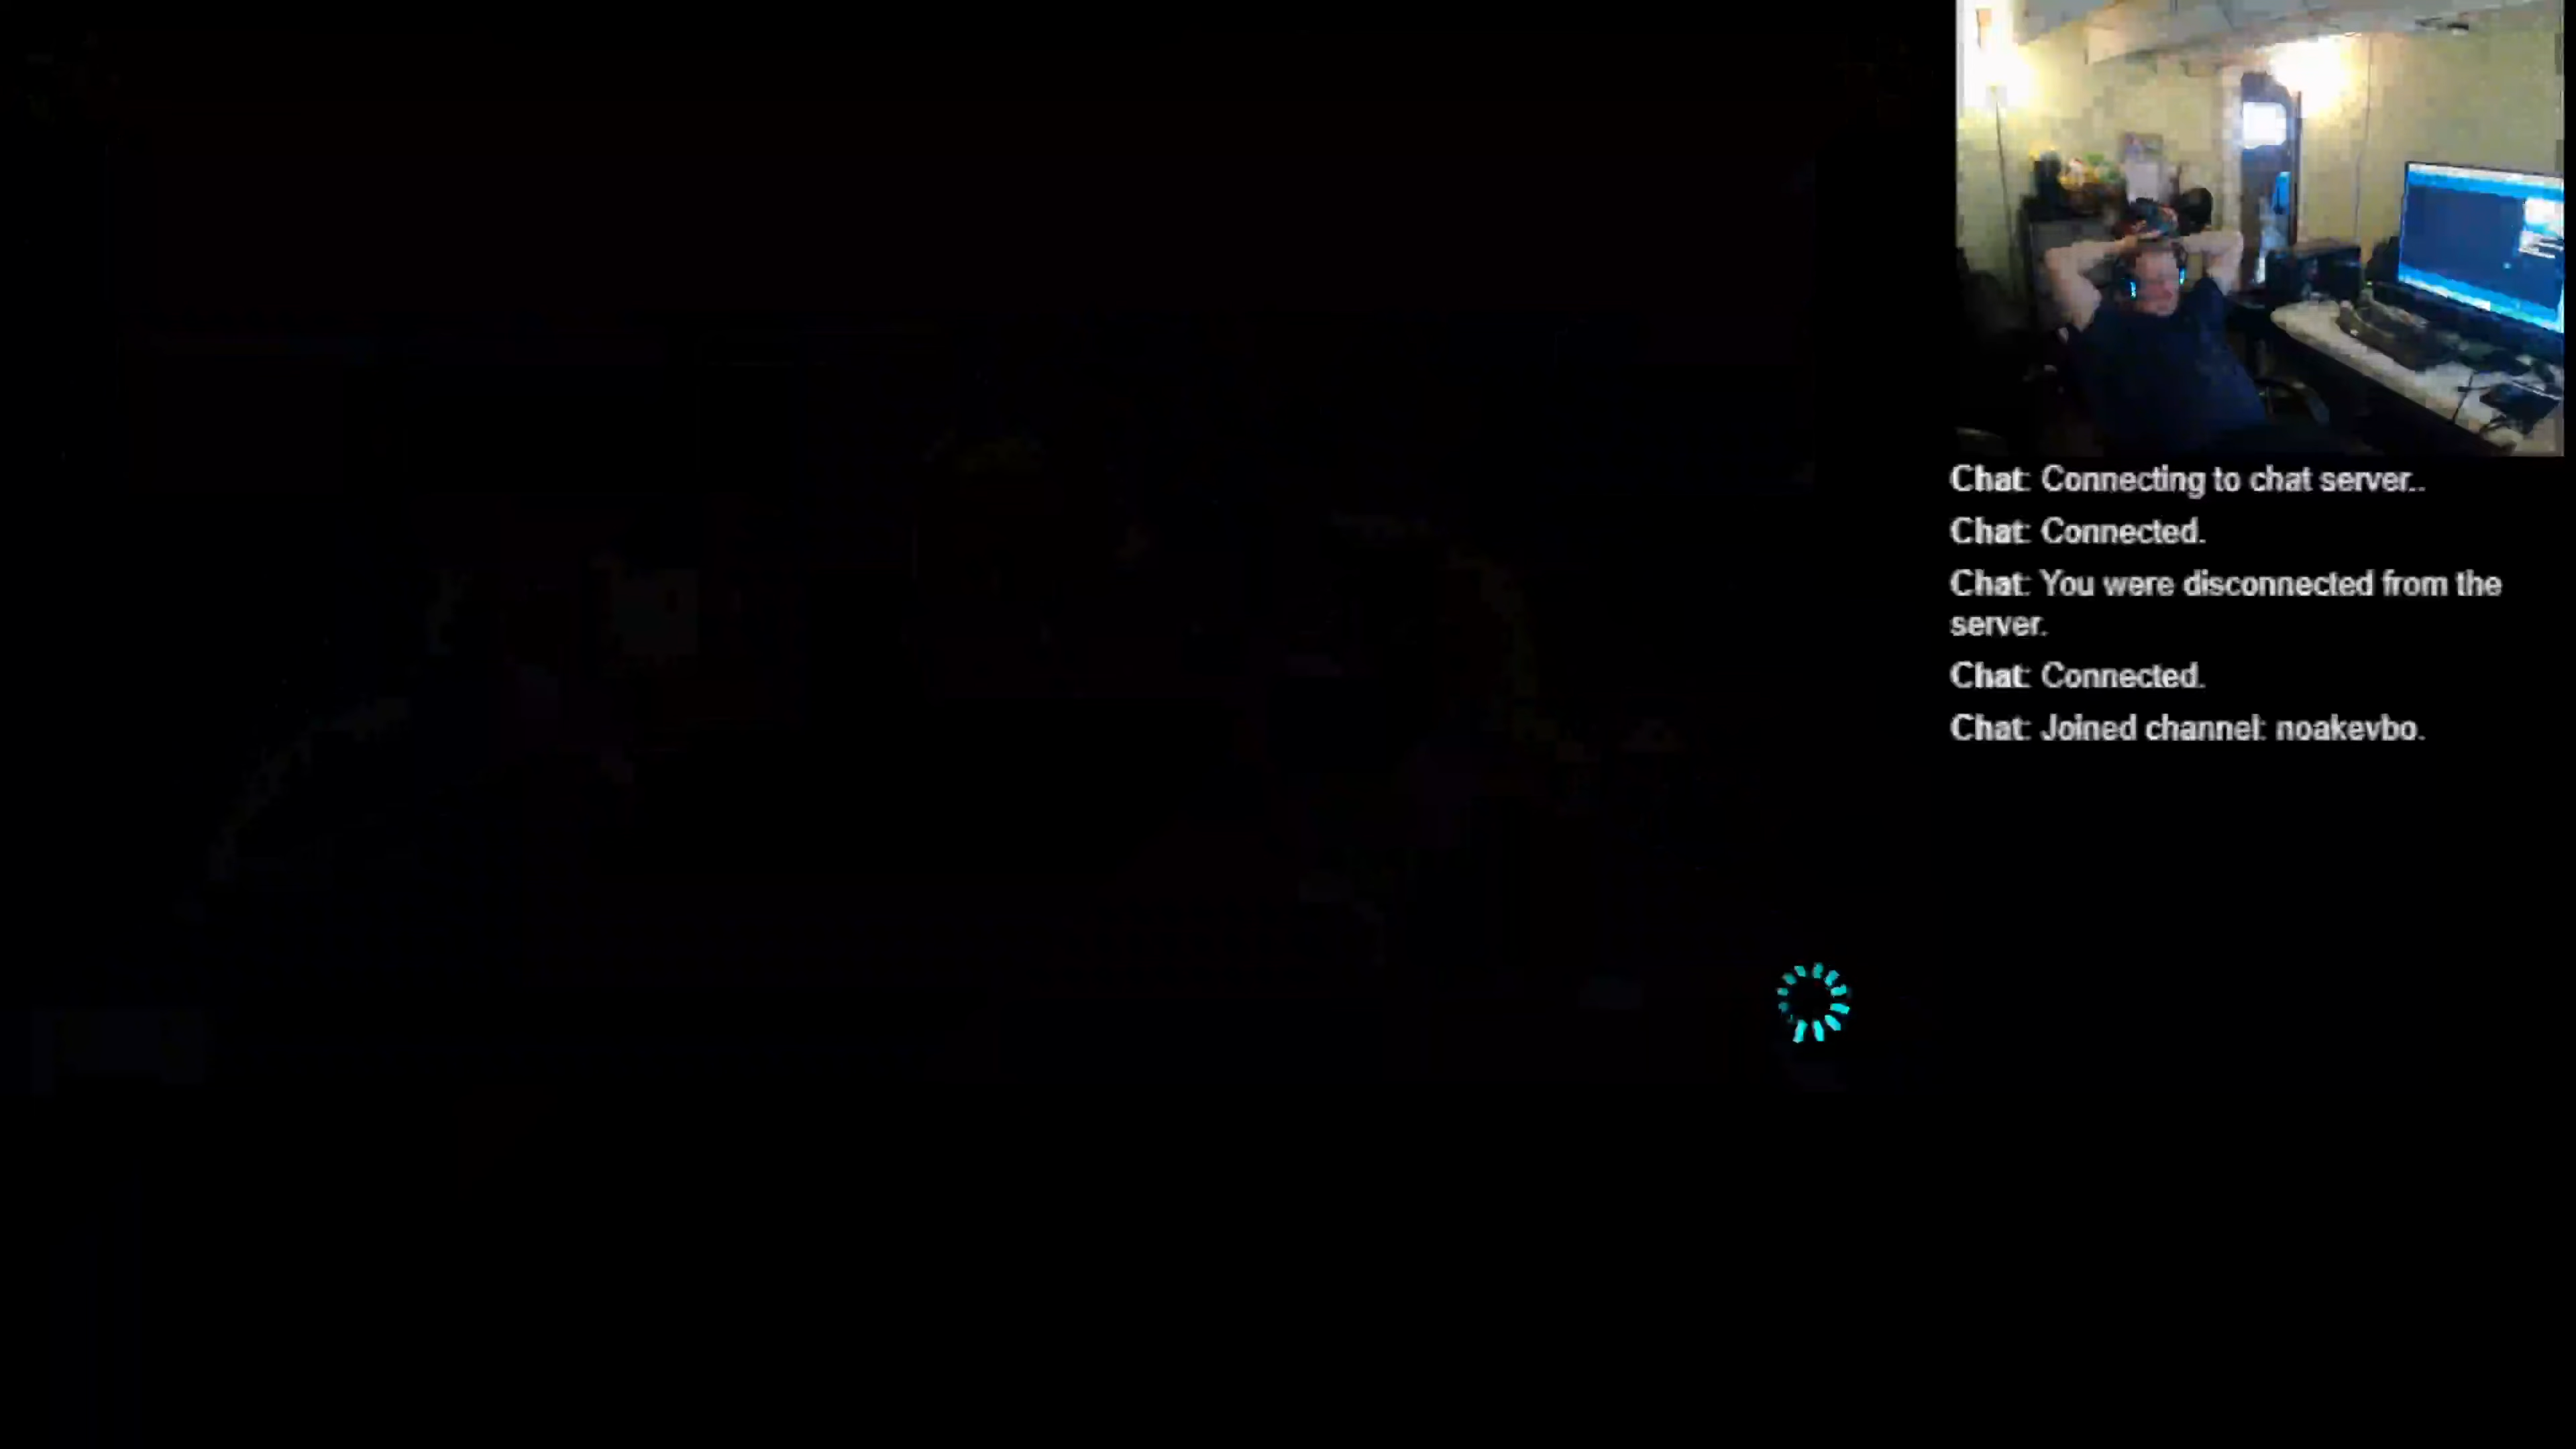 Chat: Connecting to chat server..
Chat: Connected.
Chat: You were disconnected from the
server.
Chat: Connected.
Chat: Joined channel: noakevbo.